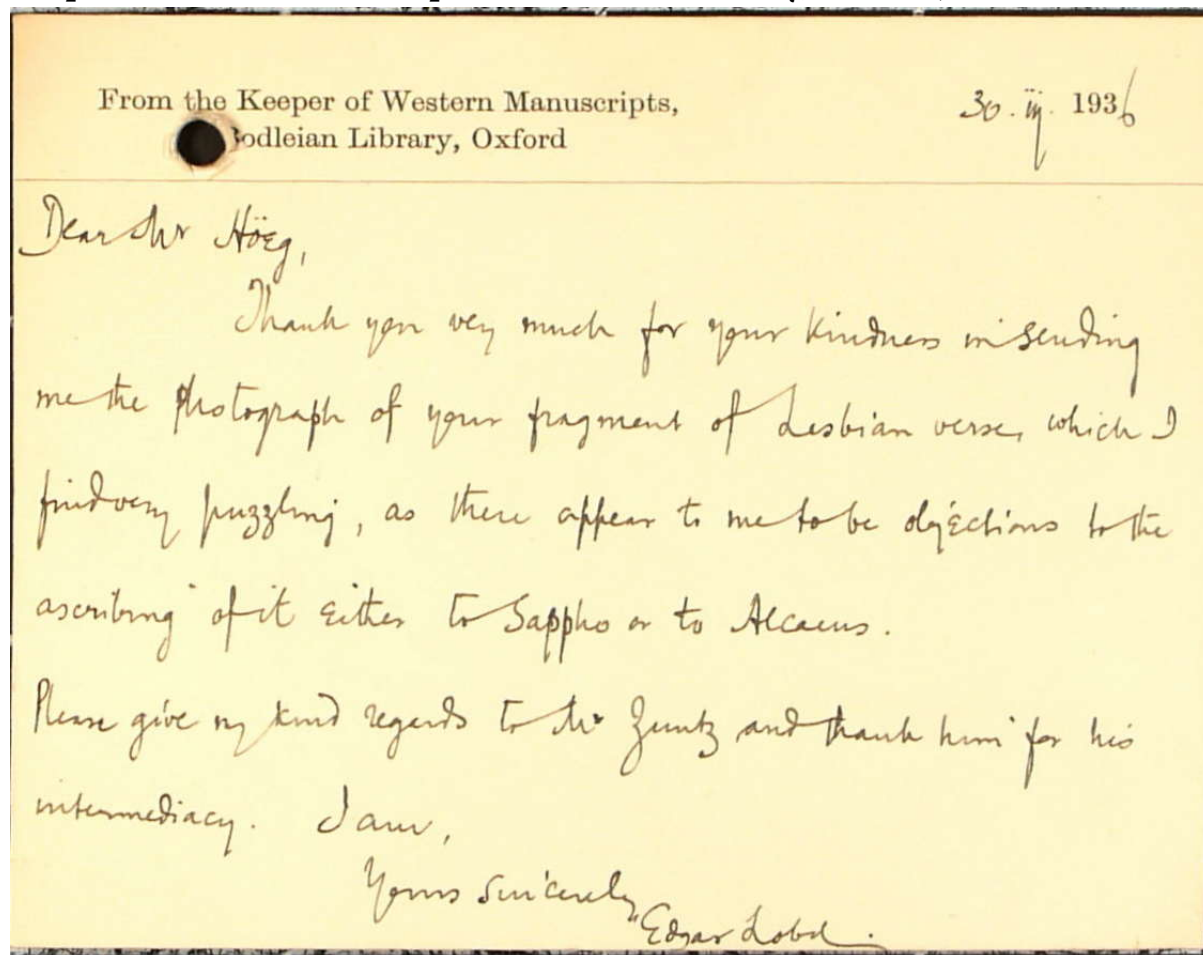 From the Keeper of Western Manuscripts,
Bodleian Library, Oxford
30. iij. 1936
Dear Mr Höeg,
Thank you very much for your kindness in sending
me the photograph of your fragment of Lesbian verse, which I
find very puzzling, as there appear to me to be objections to the
ascribing of it either to Sappho or to Alcaeus.
Please give my kind regards to Mr Zuntz and thank him for his
intermediacy. I am,
Yours sincerely
Edgar Lobel.